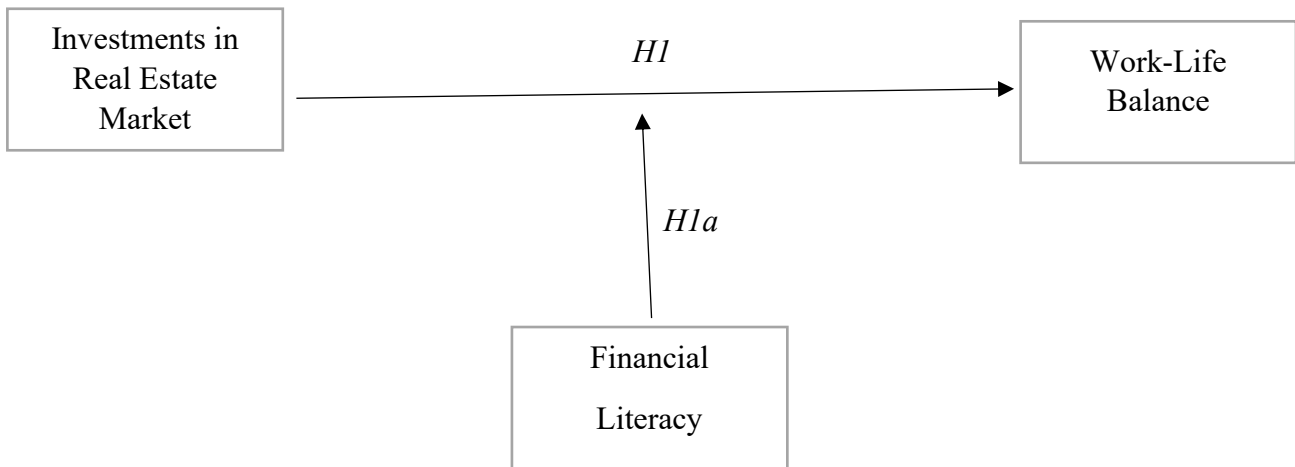 Investments in
Real Estate
Market
H1
Work-Life
Balance
H1a
Financial
Literacy